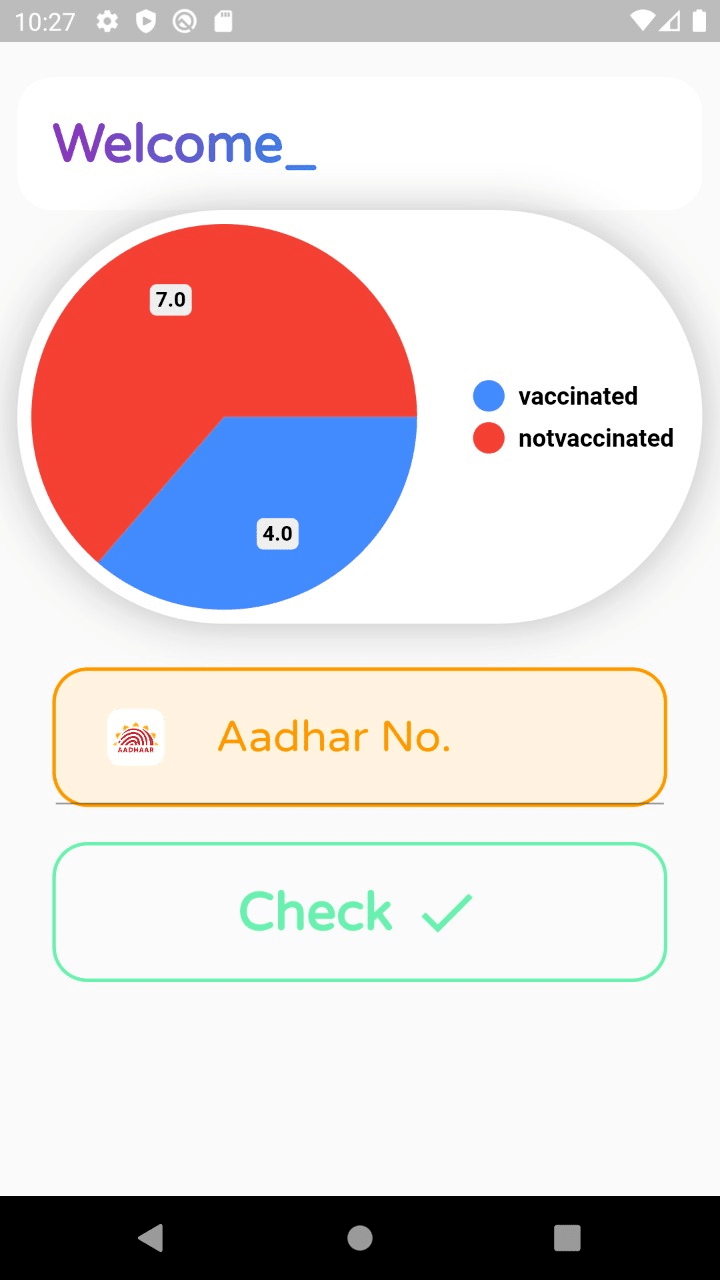 10:27
Welcome_
7.0
vaccinated
notvaccinated
4.0
AADHAAR
Aadhar No.
Check